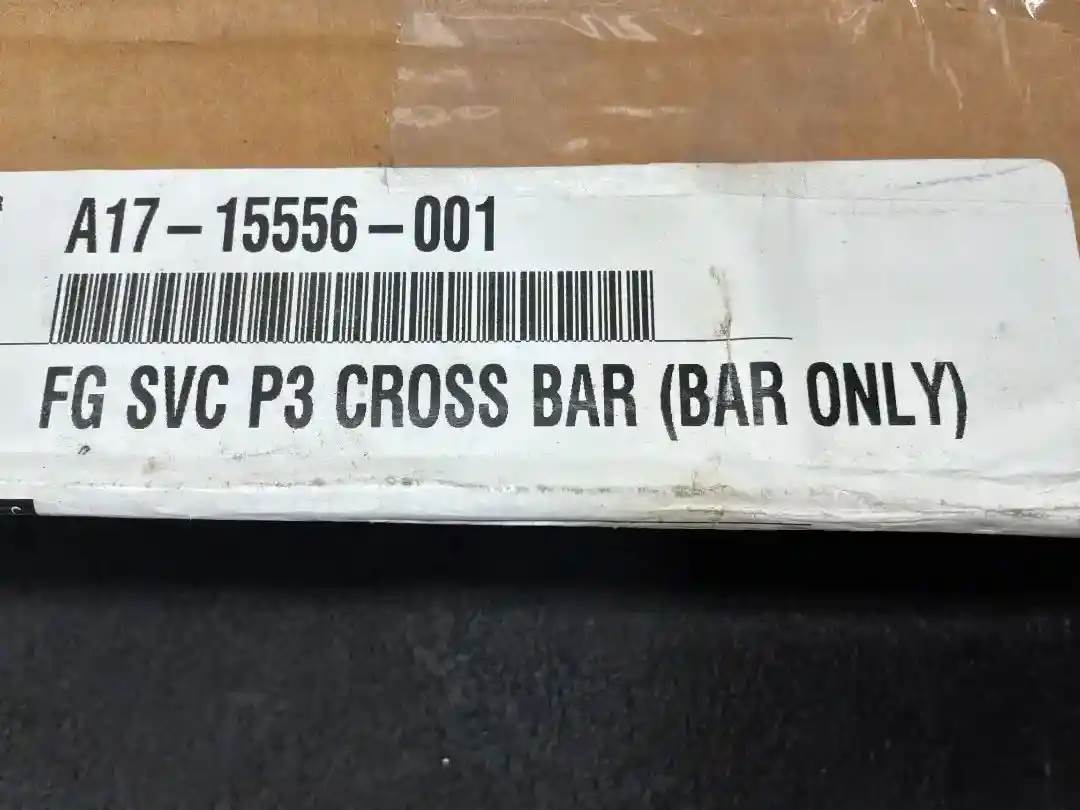 A17-15556-001
FG SVC P3 CROSS BAR (BAR ONLY)